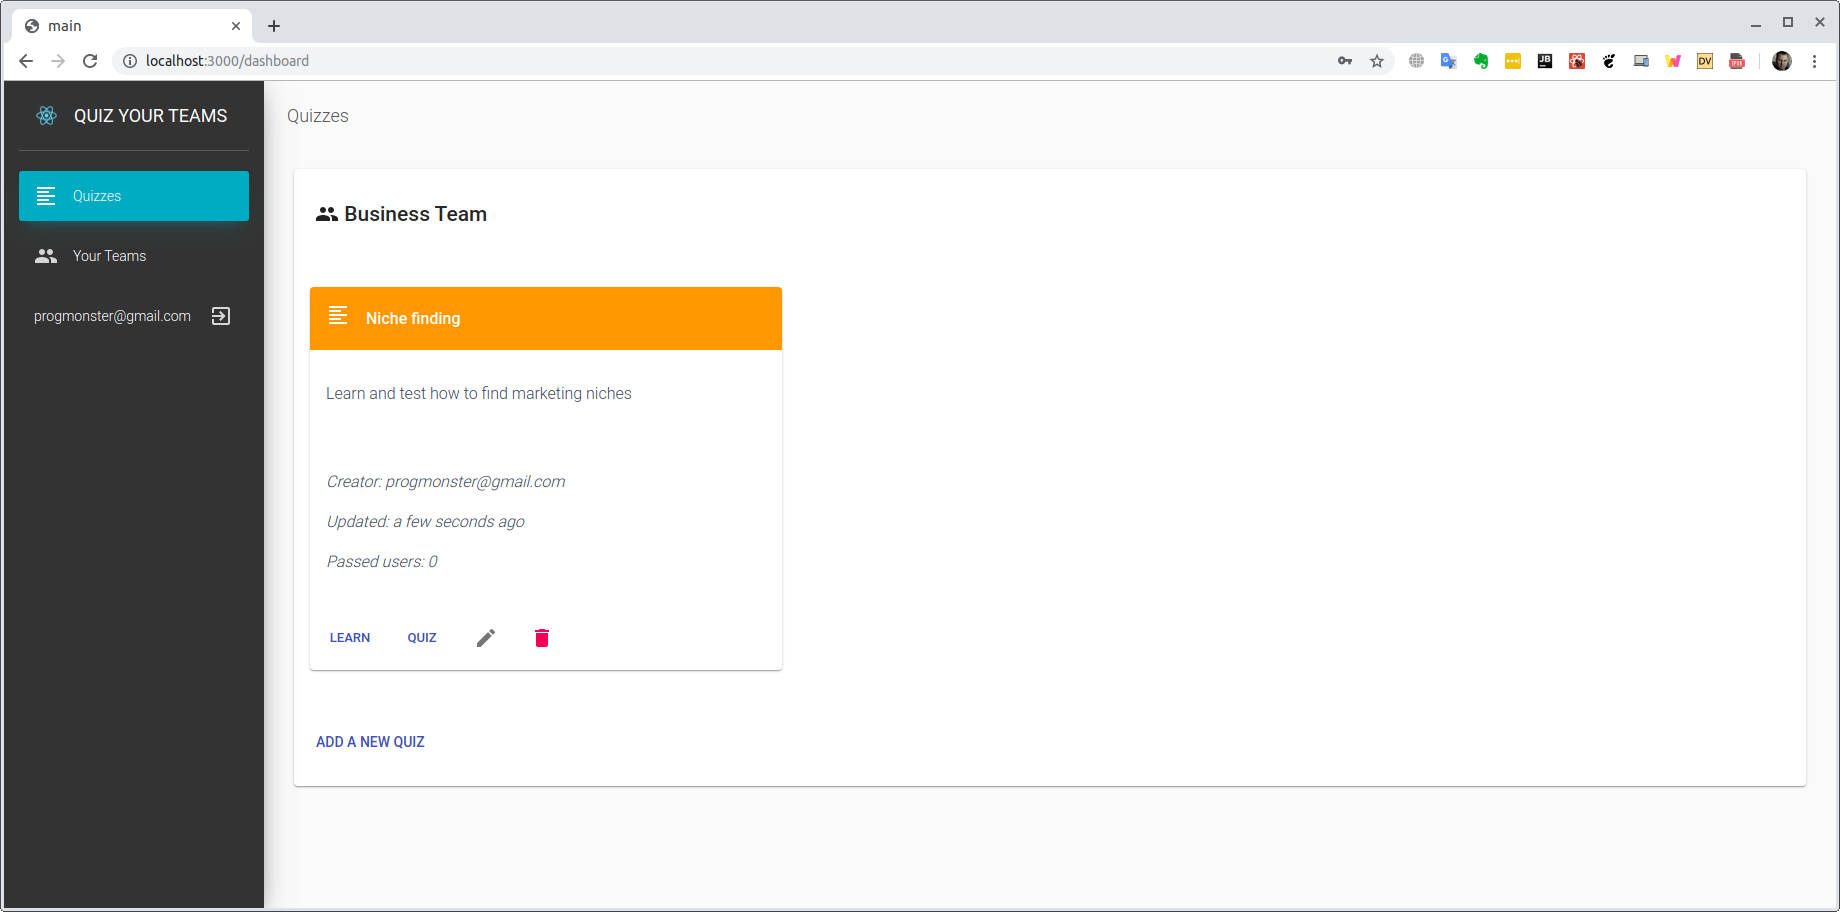 main
localhost:3000/dashboard
JB
DV
QUIZ YOUR TEAMS
Quizzes
Your Teams
progmonster@gmail.com
Quizzes
Business Team
Niche finding
Learn and test how to find marketing niches
Creator: progmonster@gmail.com
Updated: a few seconds ago
Passed users: 0
LEARN QUIZ
ADD A NEW QUIZ